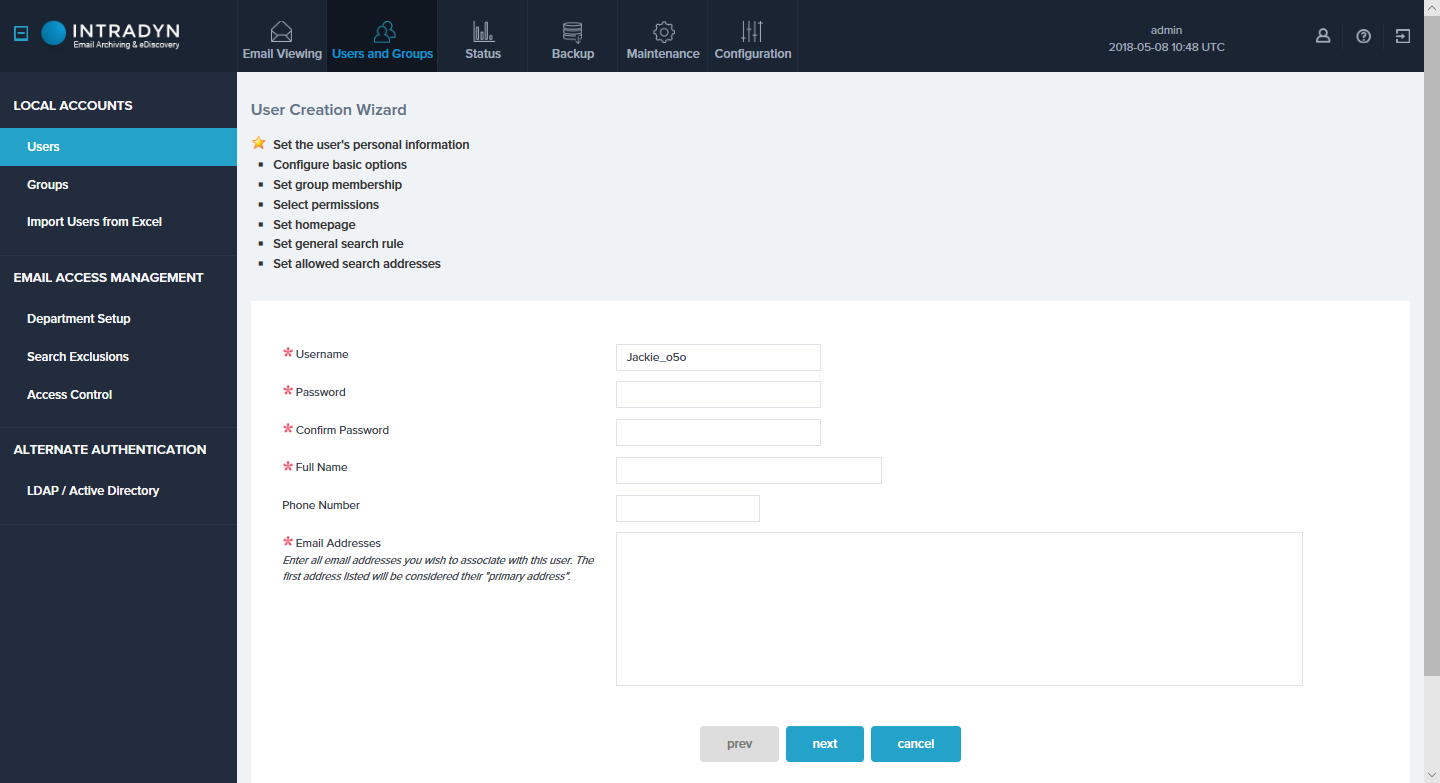 INTRADYN
Email Archiving & eDiscovery
Email Viewing
Users and Groups
Status
Backup
Maintenance
Configuration
admin
2018-05-08 10:48 UTC
LOCAL ACCOUNTS
Users
Groups
Import Users from Excel
EMAIL ACCESS MANAGEMENT
Department Setup
Search Exclusions
Access Control
ALTERNATE AUTHENTICATION
LDAP / Active Directory
User Creation Wizard
Set the user's personal information
Configure basic options
Set group membership
Select permissions
Set homepage
Set general search rule
Set allowed search addresses
* Username
Jackie_o5o
* Password
* Confirm Password
* Full Name
Phone Number
* Email Addresses
Enter all email addresses you wish to associate with this user. The
first address listed will be considered their "primary address".
prev
next
cancel